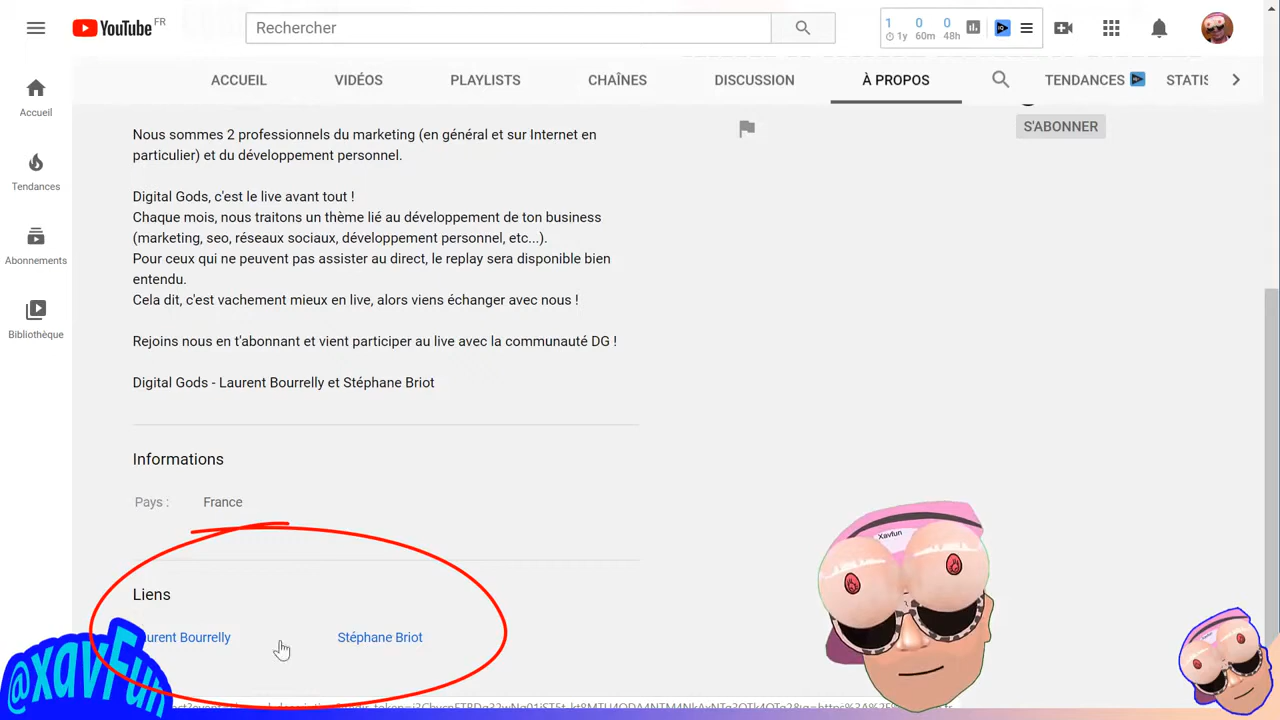 YouTube FR
Rechercher
1 0 0
1y 60m 48h
ACCUEIL VIDÉOS PLAYLISTS CHAÎNES DISCUSSION À PROPOS TENDANCES STATIS
S'ABONNER
Accueil
Tendances
Abonnements
Bibliothèque
Nous sommes 2 professionnels du marketing (en général et sur Internet en
particulier) et du développement personnel.
Digital Gods, c'est le live avant tout !
Chaque mois, nous traitons un thème lié au développement de ton business
(marketing, seo, réseaux sociaux, développement personnel, etc...).
Pour ceux qui ne peuvent pas assister au direct, le replay sera disponible bien
entendu.
Cela dit, c'est vachement mieux en live, alors viens échanger avec nous !
Rejoins nous en t'abonnant et vient participer au live avec la communauté DG !
Digital Gods - Laurent Bourrelly et Stéphane Briot
Informations
Pays : France
Liens
urent Bourrelly Stéphane Briot
@xavFun
Xavfun